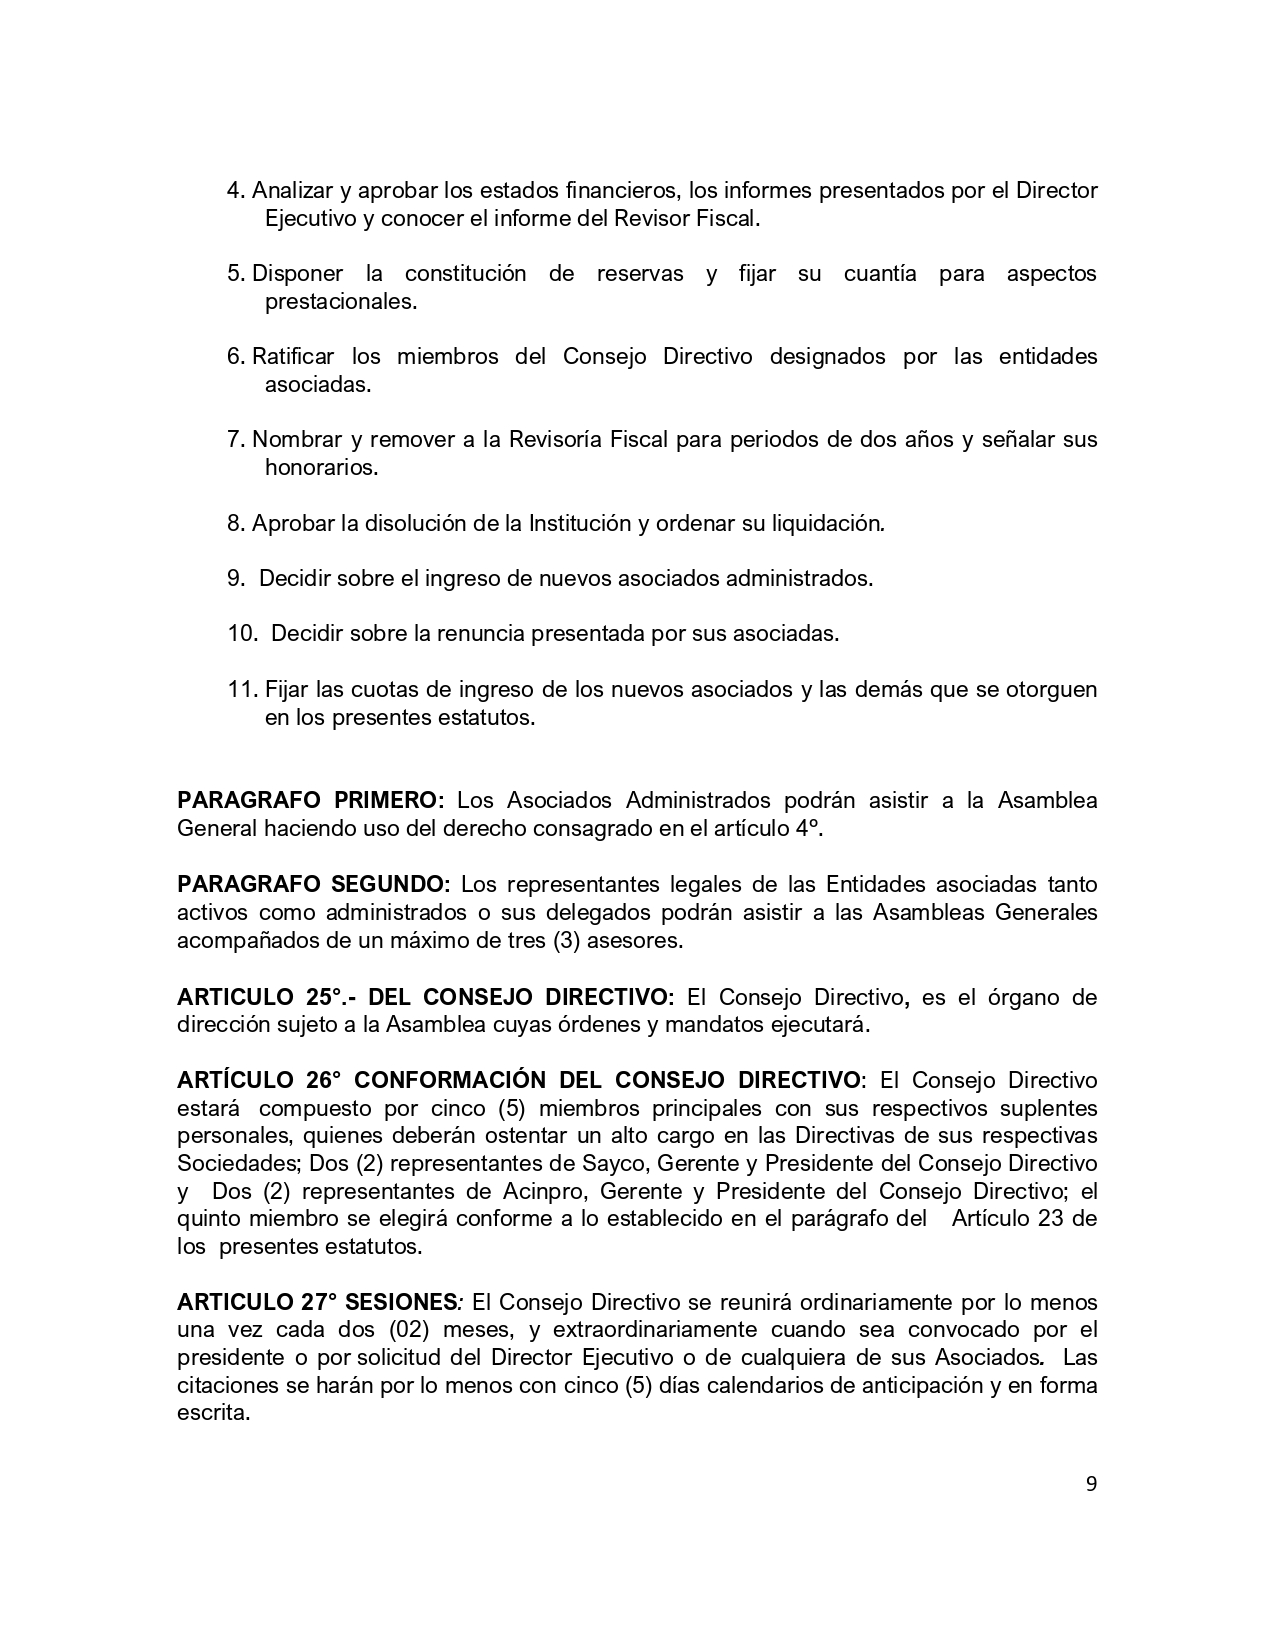 4. Analizar y aprobar los estados financieros, los informes presentados por el Director
Ejecutivo y conocer el informe del Revisor Fiscal.
5. Disponer la constitución de reservas y fijar su cuantía para aspectos
prestacionales.
6. Ratificar los miembros del Consejo Directivo designados por las entidades
asociadas.
7. Nombrar y remover a la Revisoría Fiscal para periodos de dos años y señalar sus
honorarios.
8. Aprobar la disolución de la Institución y ordenar su liquidación.
9. Decidir sobre el ingreso de nuevos asociados administrados.
10. Decidir sobre la renuncia presentada por sus asociadas.
11. Fijar las cuotas de ingreso de los nuevos asociados y las demás que se otorguen
en los presentes estatutos.
PARAGRAFO PRIMERO: Los Asociados Administrados podrán asistir a la Asamblea
General haciendo uso del derecho consagrado en el artículo 4º.
PARAGRAFO SEGUNDO: Los representantes legales de las Entidades asociadas tanto
activos como administrados o sus delegados podrán asistir a las Asambleas Generales
acompañados de un máximo de tres (3) asesores.
ARTICULO 25°.- DEL CONSEJO DIRECTIVO: El Consejo Directivo, es el órgano de
dirección sujeto a la Asamblea cuyas órdenes y mandatos ejecutará.
ARTÍCULO 26° CONFORMACIÓN DEL CONSEJO DIRECTIVO: El Consejo Directivo
estará compuesto por cinco (5) miembros principales con sus respectivos suplentes
personales, quienes deberán ostentar un alto cargo en las Directivas de sus respectivas
Sociedades; Dos (2) representantes de Sayco, Gerente y Presidente del Consejo Directivo
y Dos (2) representantes de Acinpro, Gerente y Presidente del Consejo Directivo; el
quinto miembro se elegirá conforme a lo establecido en el parágrafo del Artículo 23 de
los presentes estatutos.
ARTICULO 27° SESIONES: El Consejo Directivo se reunirá ordinariamente por lo menos
una vez cada dos (02) meses, y extraordinariamente cuando sea convocado por el
presidente o por solicitud del Director Ejecutivo o de cualquiera de sus Asociados. Las
citaciones se harán por lo menos con cinco (5) días calendarios de anticipación y en forma
escrita.
9